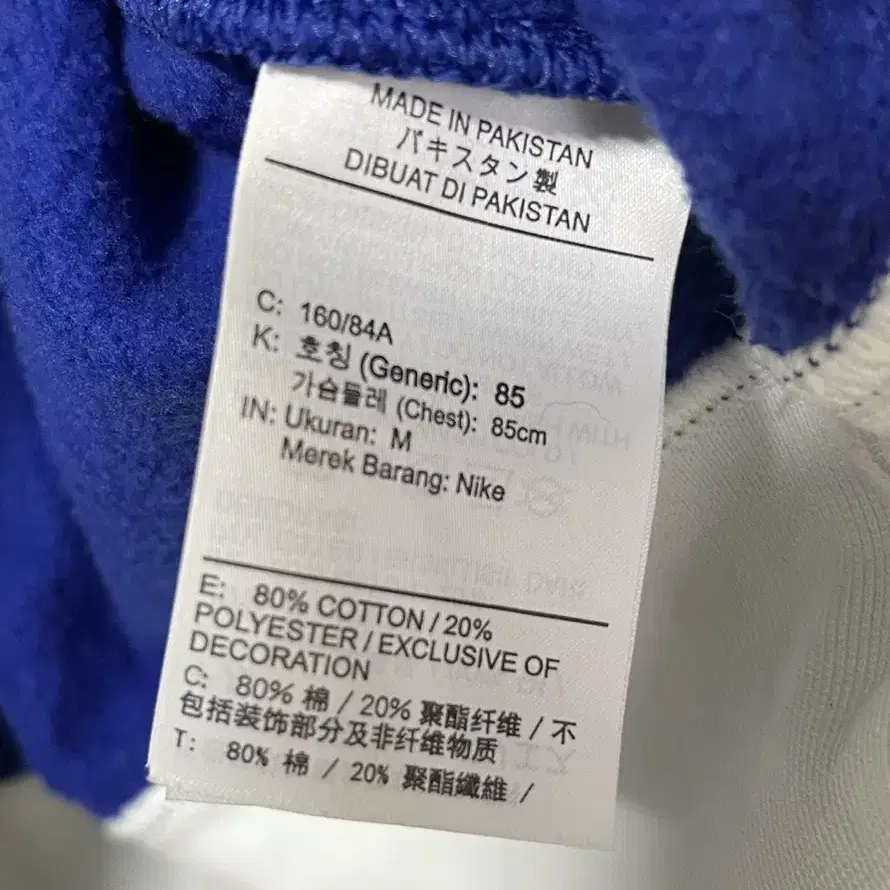 MADE IN PAKISTAN
パキスタン製
DIBUAT DI PAKISTAN
C: 160/84A
K: 호칭 (Generic): 85
가슴둘레 (Chest): 85cm
IN: Ukuran: M
Merek Barang: Nike
E: 80% COTTON / 20%
POLYESTER / EXCLUSIVE OF
DECORATION
C: 80% 棉 / 20% 聚酯纤维 / 不
包括装饰部分及非纤维物质
T: 80% 棉 / 20% 聚酯纖維 /